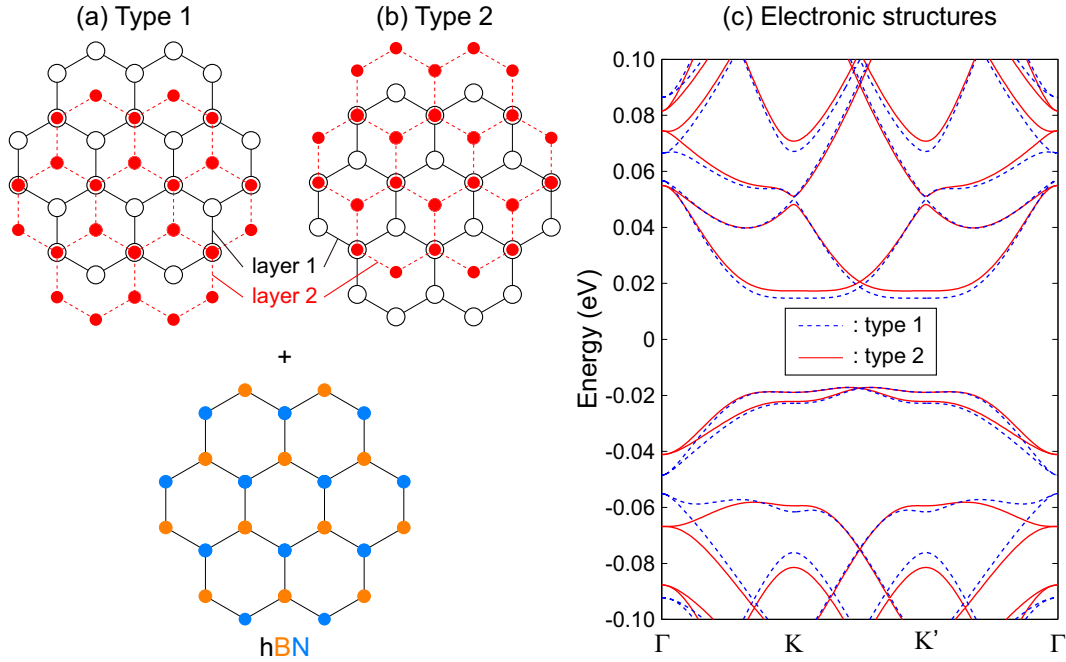 (a) Type 1
(b) Type 2
(c) Electronic structures
layer 1
layer 2
+
hBN
Energy (eV)
0.10
0.08
0.06
0.04
0.02
0
-0.02
-0.04
-0.06
-0.08
-0.10
: type 1
: type 2
Γ
K
K'
Γ